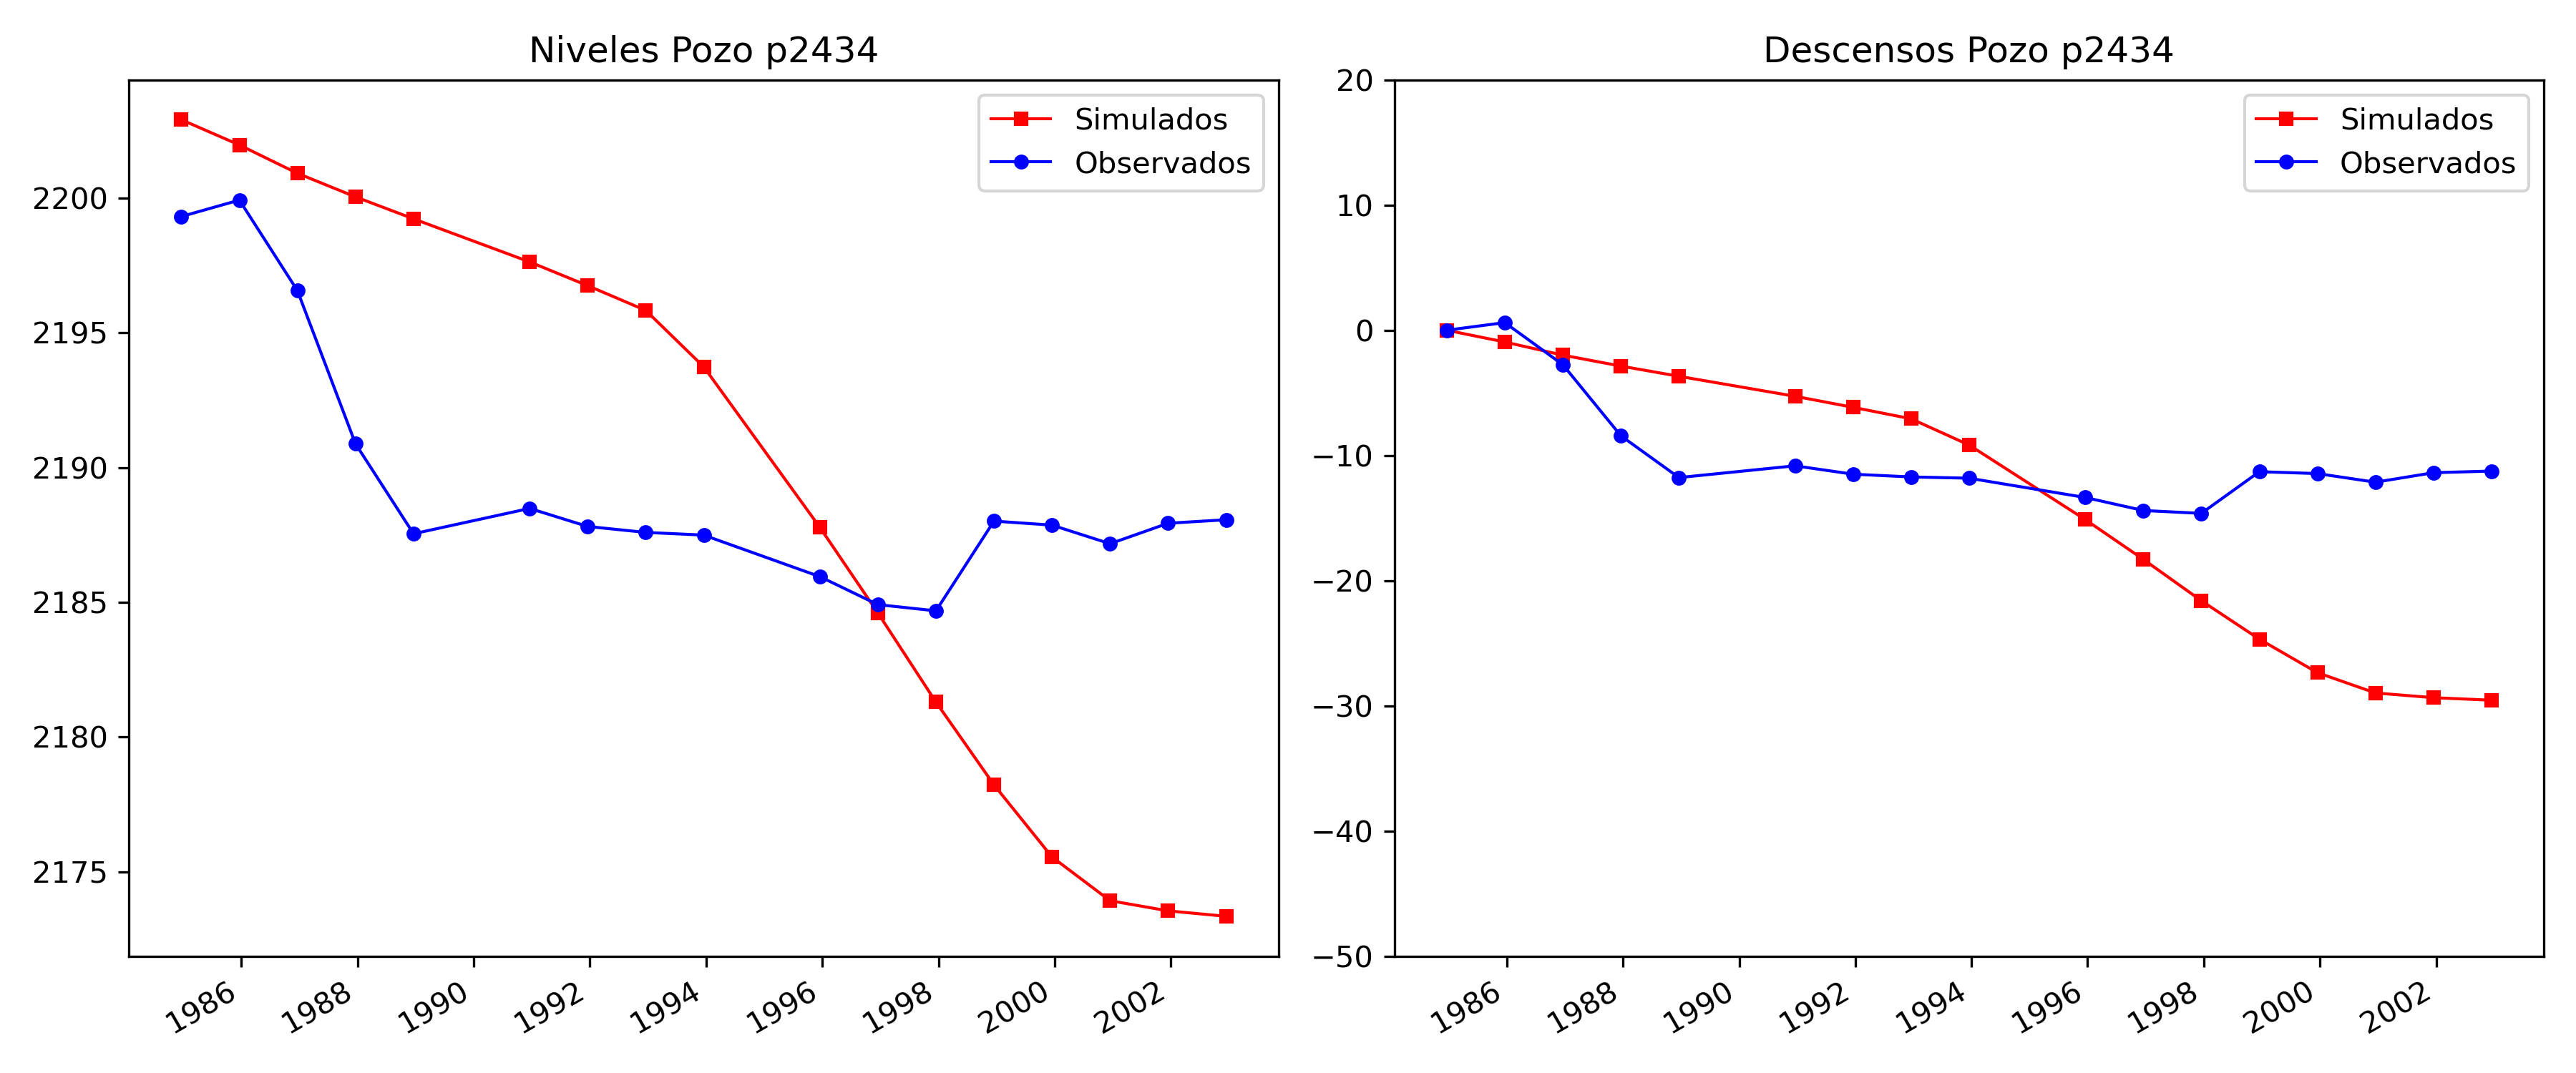 Niveles Pozo p2434
Simulados
Observados
2200
2195
2190
2185
2180
2175
1986 1988 1990 1992 1994 1996 1998 2000 2002
Descensos Pozo p2434
Simulados
Observados
20
10
0
−10
−20
−30
−40
−50
1986 1988 1990 1992 1994 1996 1998 2000 2002